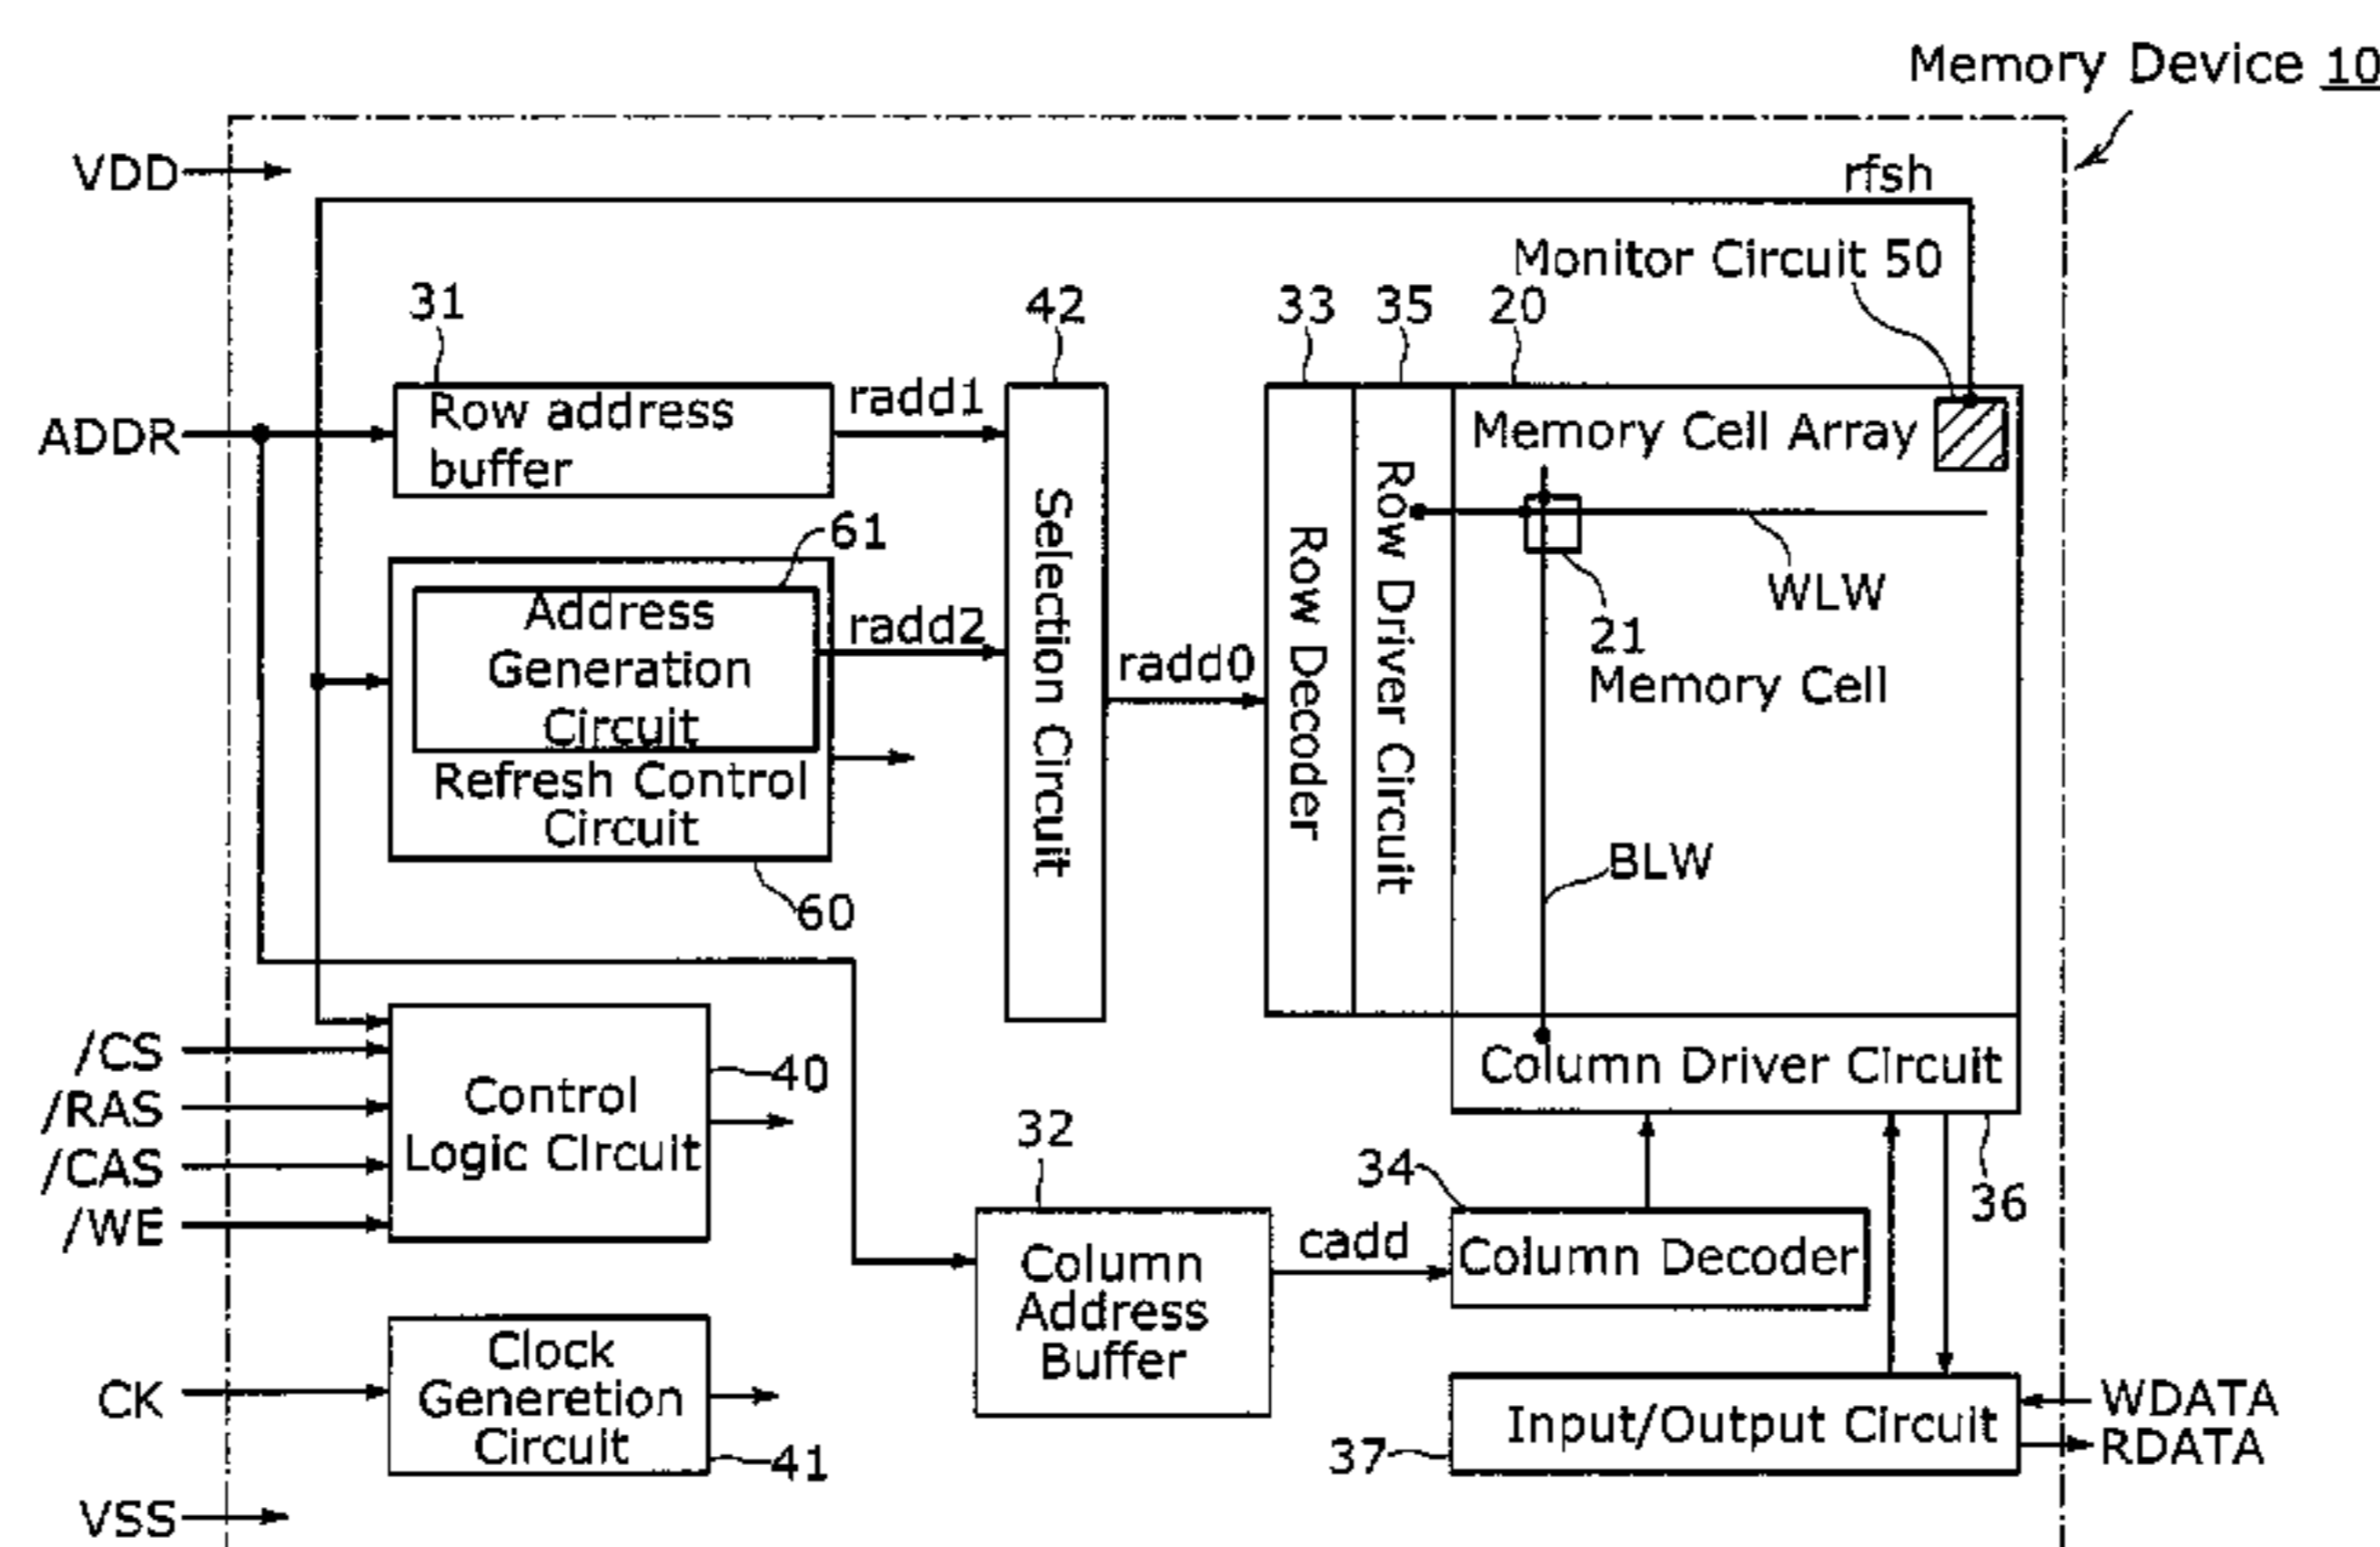 Memory Device 10
VDD
rfsh
Monitor Circuit 50
31
42
33
35
20
ADDR
Row address
buffer
radd1
Memory Cell Array
61
Address
Generation
Circuit
radd2
Refresh Control
Circuit
60
Selection Circuit
radd0
Row Decoder
Row Driver Circuit
WLW
21
Memory Cell
BLW
/CS
/RAS
/CAS
/WE
Control
Logic Circuit
40
Column Driver Circuit
36
32
Column
Address
Buffer
cadd
34
Column Decoder
CK
Clock
Generetion
Circuit
41
37
Input/Output Circuit
WDATA
RDATA
VSS